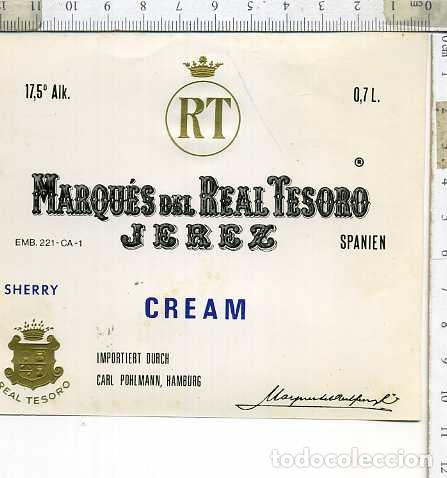 17,5º Alk.
RT
0,7 L.
®
MARQUÉS DEL REAL TESORO
JEREZ
EMB. 221-CA-1
SPANIEN
SHERRY
CREAM
IMPORTIERT DURCH
CARL POHLMANN, HAMBURG
REAL TESORO
todocoleccion